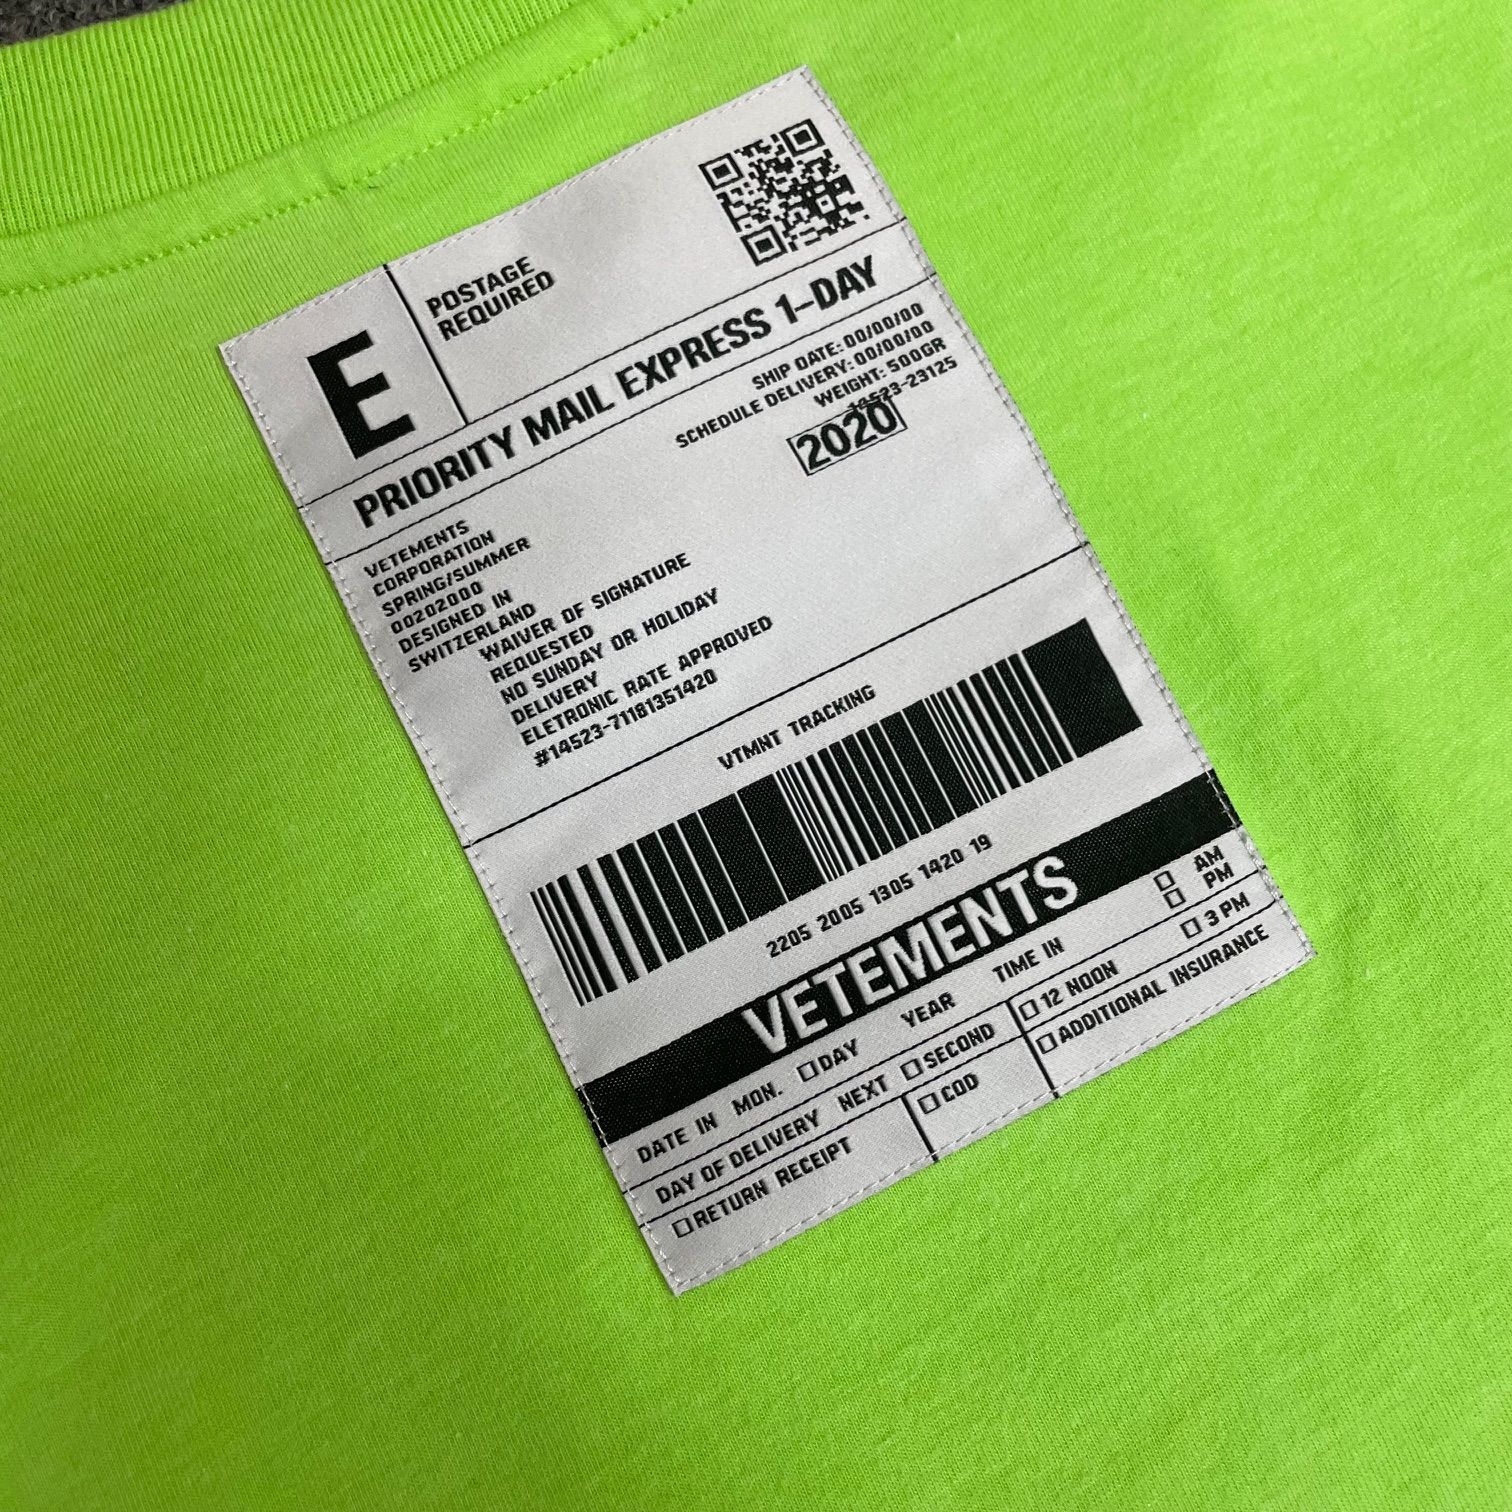 E
POSTAGE
REQUIRED
PRIORITY MAIL EXPRESS 1-DAY
SHIP DATE: 00/00/00
SCHEDULE DELIVERY: 00/00/00
WEIGHT: 500GR
14523-23125
2020
VETEMENTS
CORPORATION
SPRING/SUMMER
00202000
DESIGNED IN
SWITZERLAND
WAIVER OF SIGNATURE
REQUESTED
NO SUNDAY OR HOLIDAY
DELIVERY
ELETRONIC RATE APPROVED
#14523-71181351420
VTMNT TRACKING
2205 2005 1305 1420 19
VETEMENTS
DATE IN MON. DAY YEAR TIME IN AM
PM
DAY OF DELIVERY NEXT SECOND 12 NOON 3 PM
RETURN RECEIPT COD ADDITIONAL INSURANCE